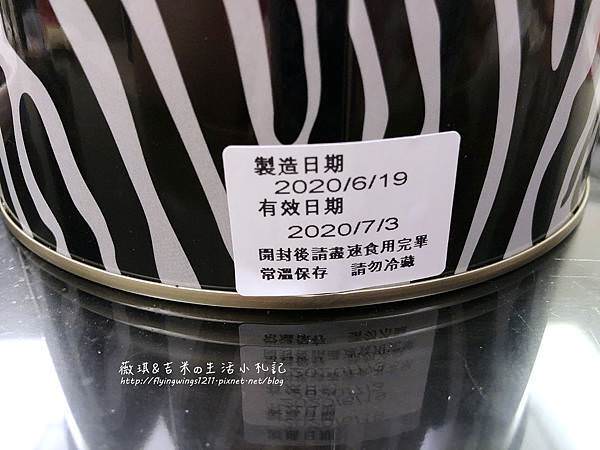 製造日期
2020/6/19
有效日期
2020/7/3
開封後請盡速食用完畢
常溫保存　請勿冷藏
薇琪&吉米の生活小札記
http://flyingwings1211.pixnet.net/blog